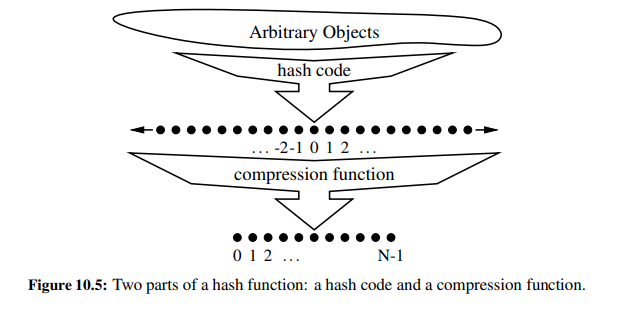 Arbitrary Objects
hash code
... -2-1 0 1 2 ...
compression function
0 1 2 ... N-1
Figure 10.5: Two parts of a hash function: a hash code and a compression function.